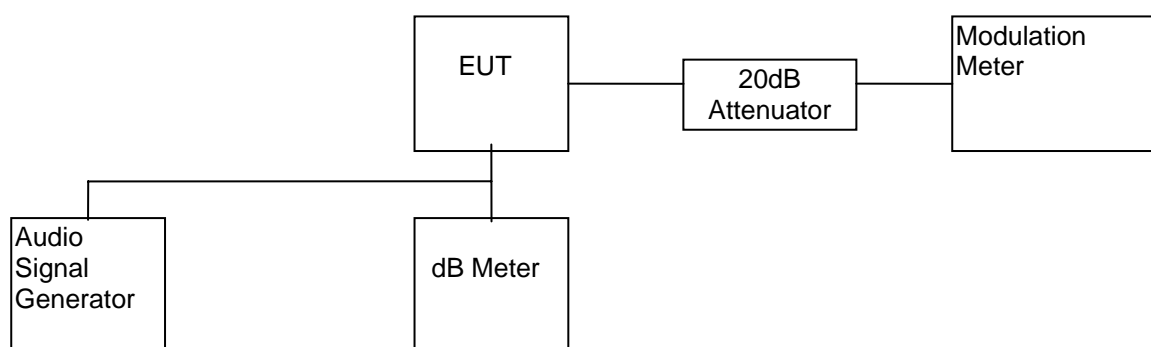 EUT
20dB
Attenuator
Modulation
Meter
Audio
Signal
Generator
dB Meter